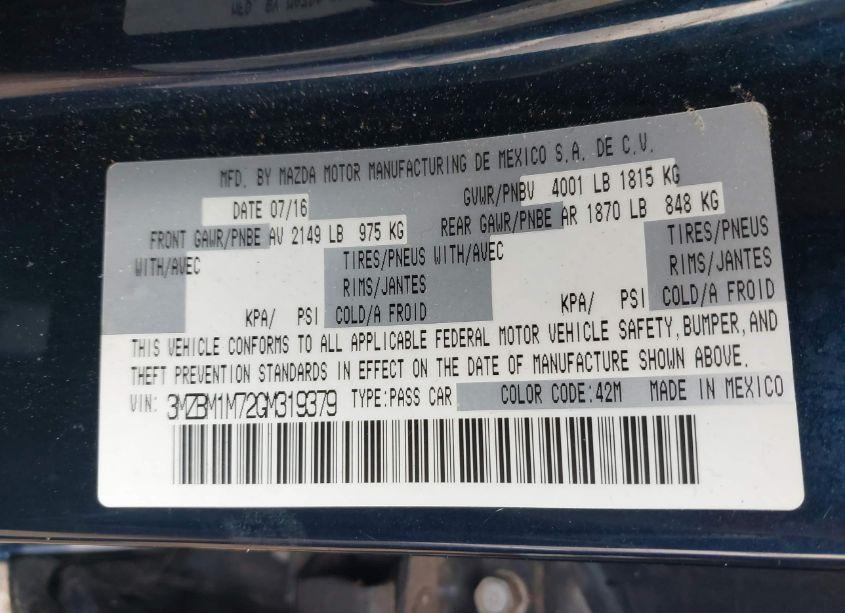 MFD. BY MAZDA MOTOR MANUFACTURING DE MEXICO S.A. DE C.V.
DATE 07/16 GVWR/PNBV 4001 LB 1815 KG
FRONT GAWR/PNBE AV 2149 LB 975 KG REAR GAWR/PNBE AR 1870 LB 848 KG
WITH/AVEC TIRES/PNEUS WITH/AVEC TIRES/PNEUS
RIMS/JANTES RIMS/JANTES
KPA/ PSI COLD/A FROID KPA/ PSI COLD/A FROID
THIS VEHICLE CONFORMS TO ALL APPLICABLE FEDERAL MOTOR VEHICLE SAFETY, BUMPER, AND
THEFT PREVENTION STANDARDS IN EFFECT ON THE DATE OF MANUFACTURE SHOWN ABOVE.
VIN: 3MZBM1M72GM319379 TYPE:PASS CAR COLOR CODE:42M MADE IN MEXICO